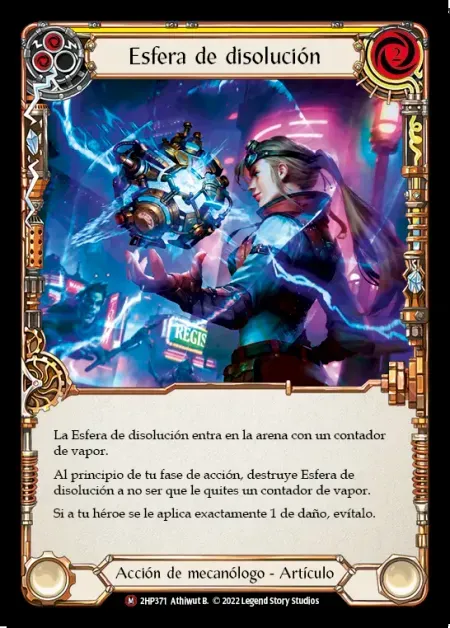 Esfera de disolución
2
REGIS
La Esfera de disolución entra en la arena con un contador
de vapor.
Al principio de tu fase de acción, destruye Esfera de
disolución a no ser que le quites un contador de vapor.
Si a tu héroe se le aplica exactamente 1 de daño, evítalo.
Acción de mecanólogo - Artículo
M 2HP371 Athiwut B. © 2022 Legend Story Studios